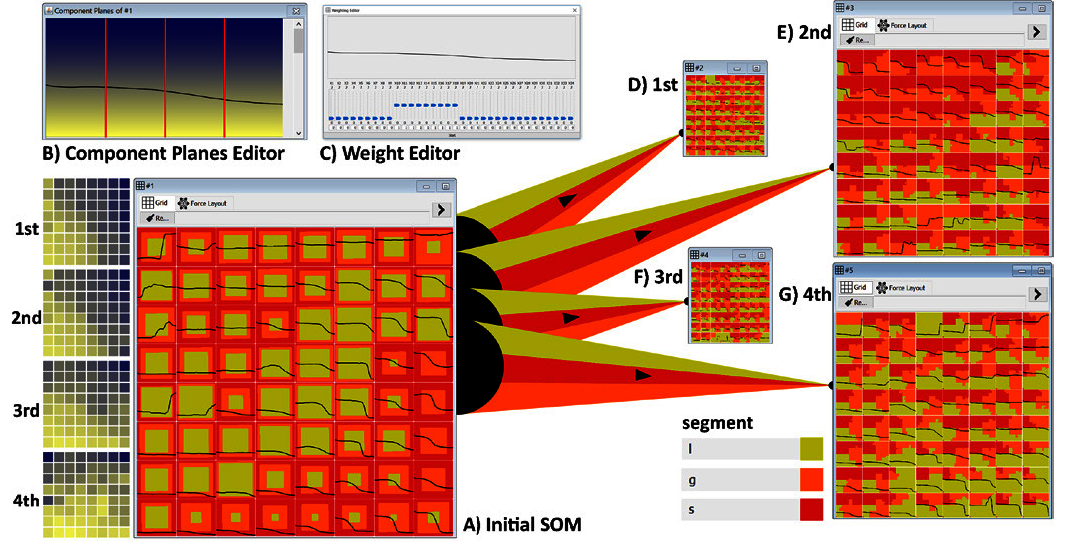 Component Planes of #1
B) Component Planes Editor
Weighting Editor
C) Weight Editor
D) 1st
#2
E) 2nd
#3
Grid
Force Layout
Re...
1st
2nd
3rd
4th
#1
Grid
Force Layout
Re...
A) Initial SOM
F) 3rd
#4
G) 4th
#5
Grid
Force Layout
Re...
segment
l
g
s